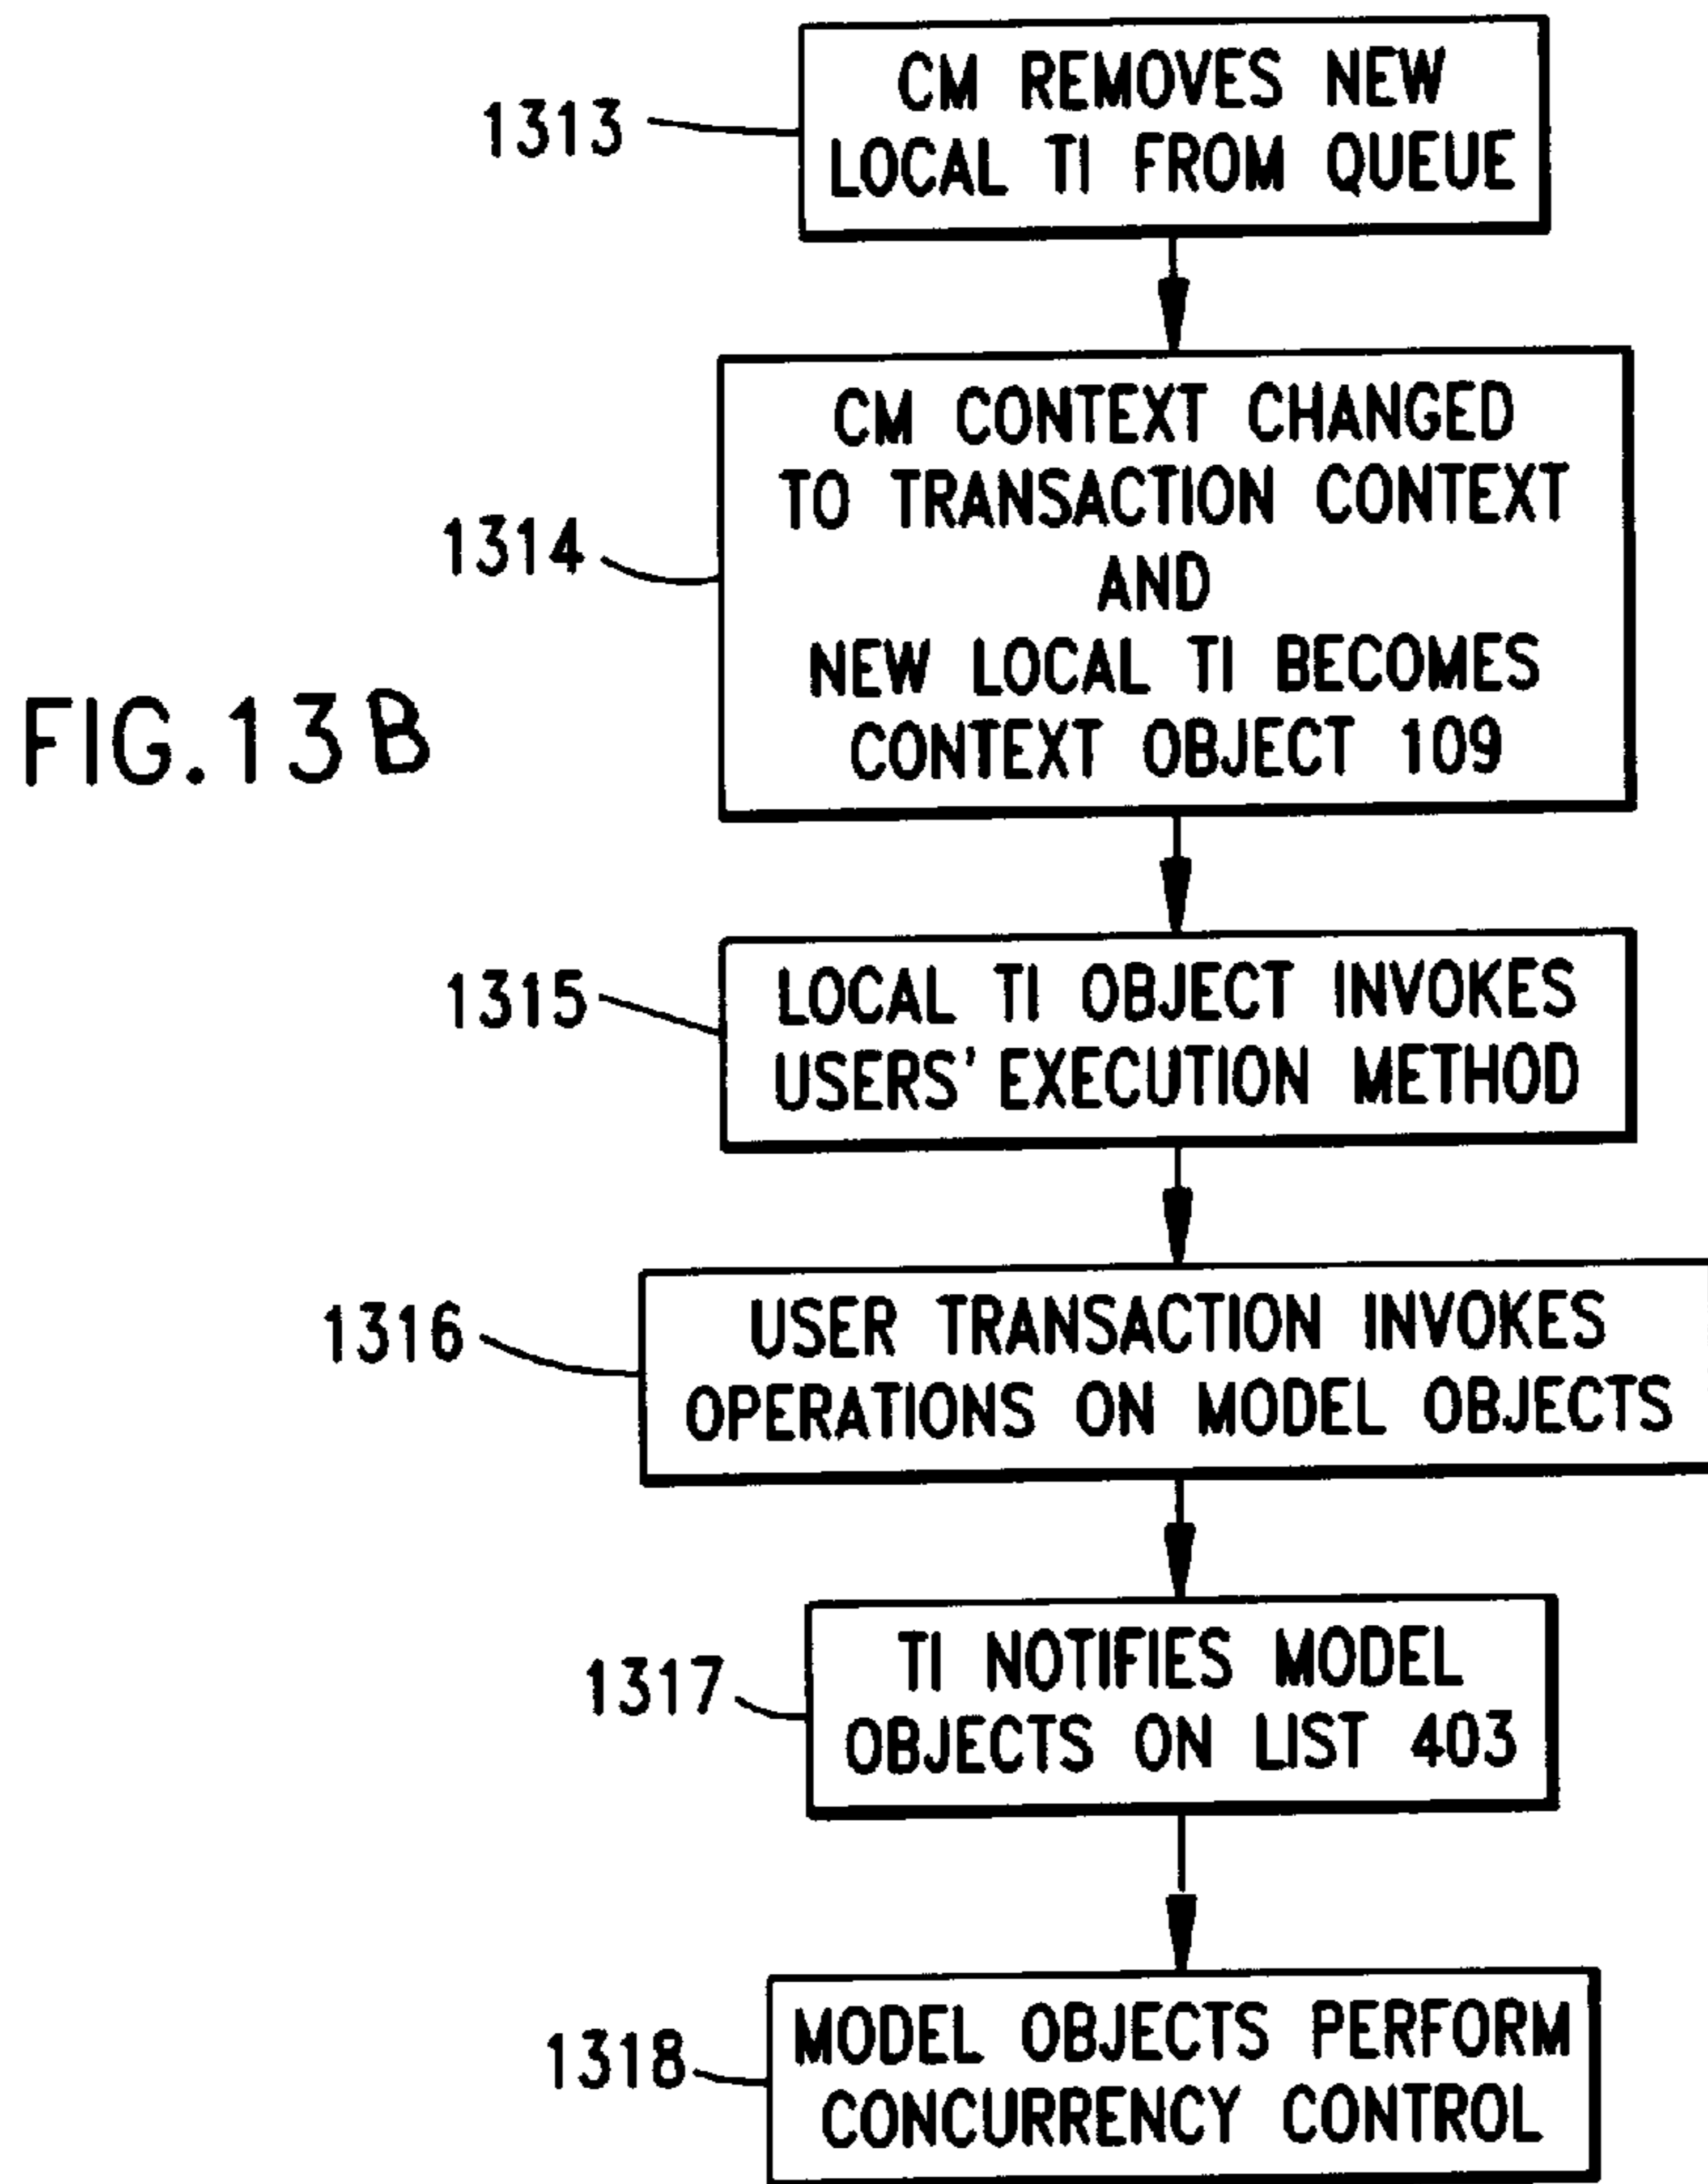 1313
CM REMOVES NEW
LOCAL TI FROM QUEUE
1314
CM CONTEXT CHANGED
TO TRANSACTION CONTEXT
AND
NEW LOCAL TI BECOMES
CONTEXT OBJECT 109
FIG.13B
1315
LOCAL TI OBJECT INVOKES
USERS' EXECUTION METHOD
1316
USER TRANSACTION INVOKES
OPERATIONS ON MODEL OBJECTS
1317
TI NOTIFIES MODEL
OBJECTS ON LIST 403
1318
MODEL OBJECTS PERFORM
CONCURRENCY CONTROL